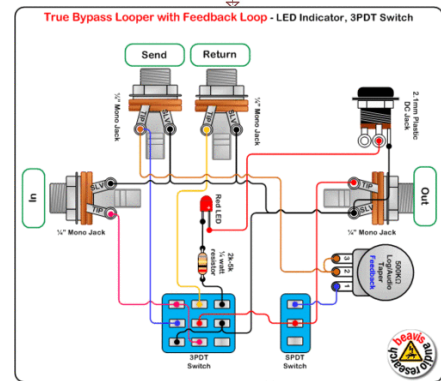 True Bypass Looper with Feedback Loop - LED Indicator, 3PDT Switch
Send
Return
¼" Mono Jack
TIP
SLV
TIP
SLV
¼" Mono Jack
2.1mm Plastic
DC Jack
In
SLV
TIP
¼" Mono Jack
Out
TIP
SLV
¼" Mono Jack
Red LED
2k-5k
¼ watt
resistor
500KΩ
Log/Audio
Taper
Feedback
3
2
1
3PDT
Switch
SPDT
Switch
beavis
audio
research